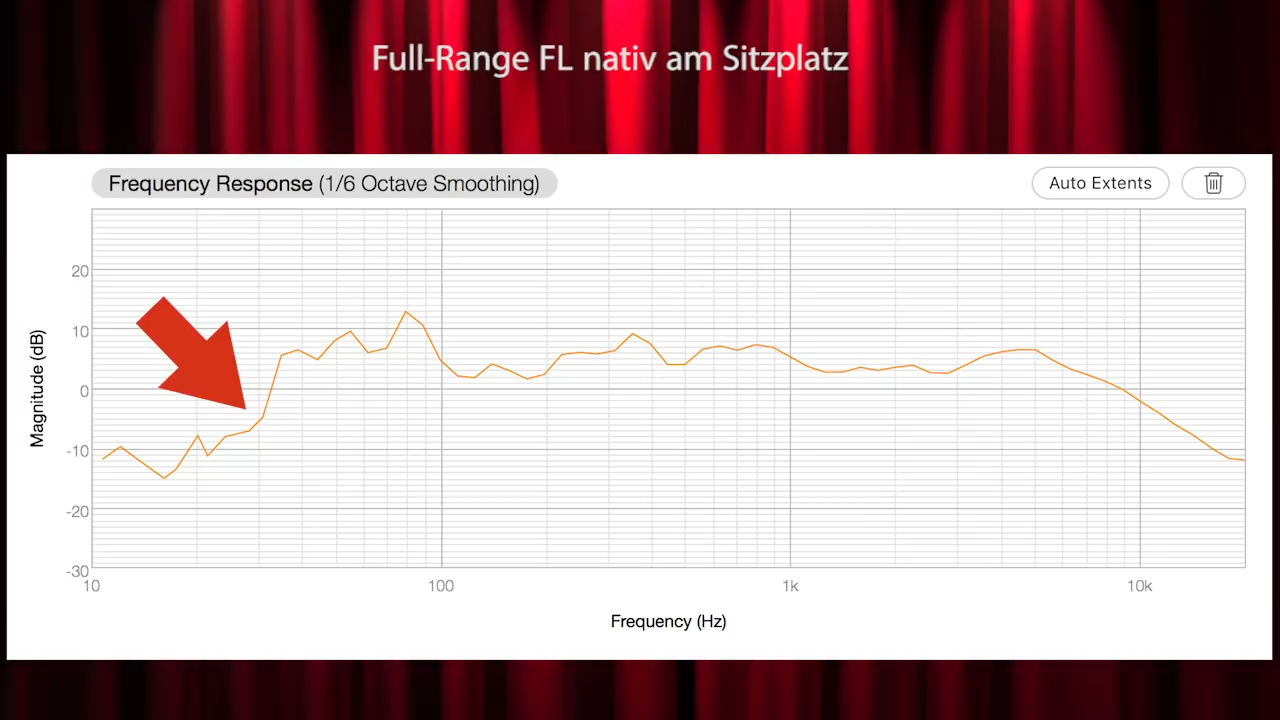 Full-Range FL nativ am Sitzplatz
Frequency Response (1/6 Octave Smoothing)
Auto Extents
Magnitude (dB)
20
10
0
-10
-20
-30
10 100 1k 10k
Frequency (Hz)